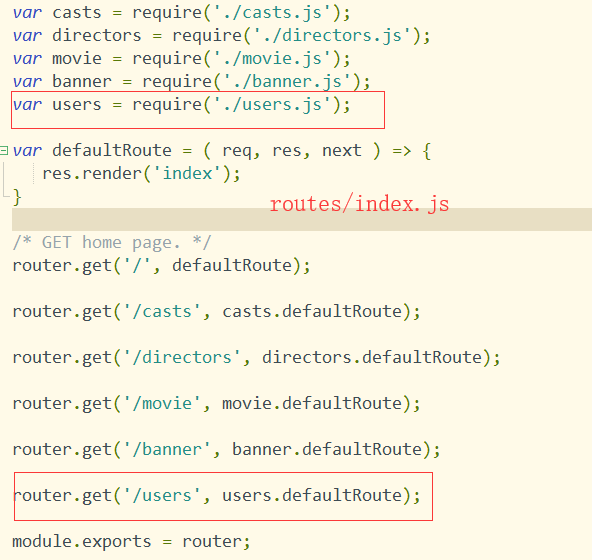 var casts = require('./casts.js');
var directors = require('./directors.js');
var movie = require('./movie.js');
var banner = require('./banner.js');
var users = require('./users.js');
var defaultRoute = ( req, res, next ) => {
res.render('index');
}
routes/index.js
/* GET home page. */
router.get('/', defaultRoute);
router.get('/casts', casts.defaultRoute);
router.get('/directors', directors.defaultRoute);
router.get('/movie', movie.defaultRoute);
router.get('/banner', banner.defaultRoute);
router.get('/users', users.defaultRoute);
module.exports = router;